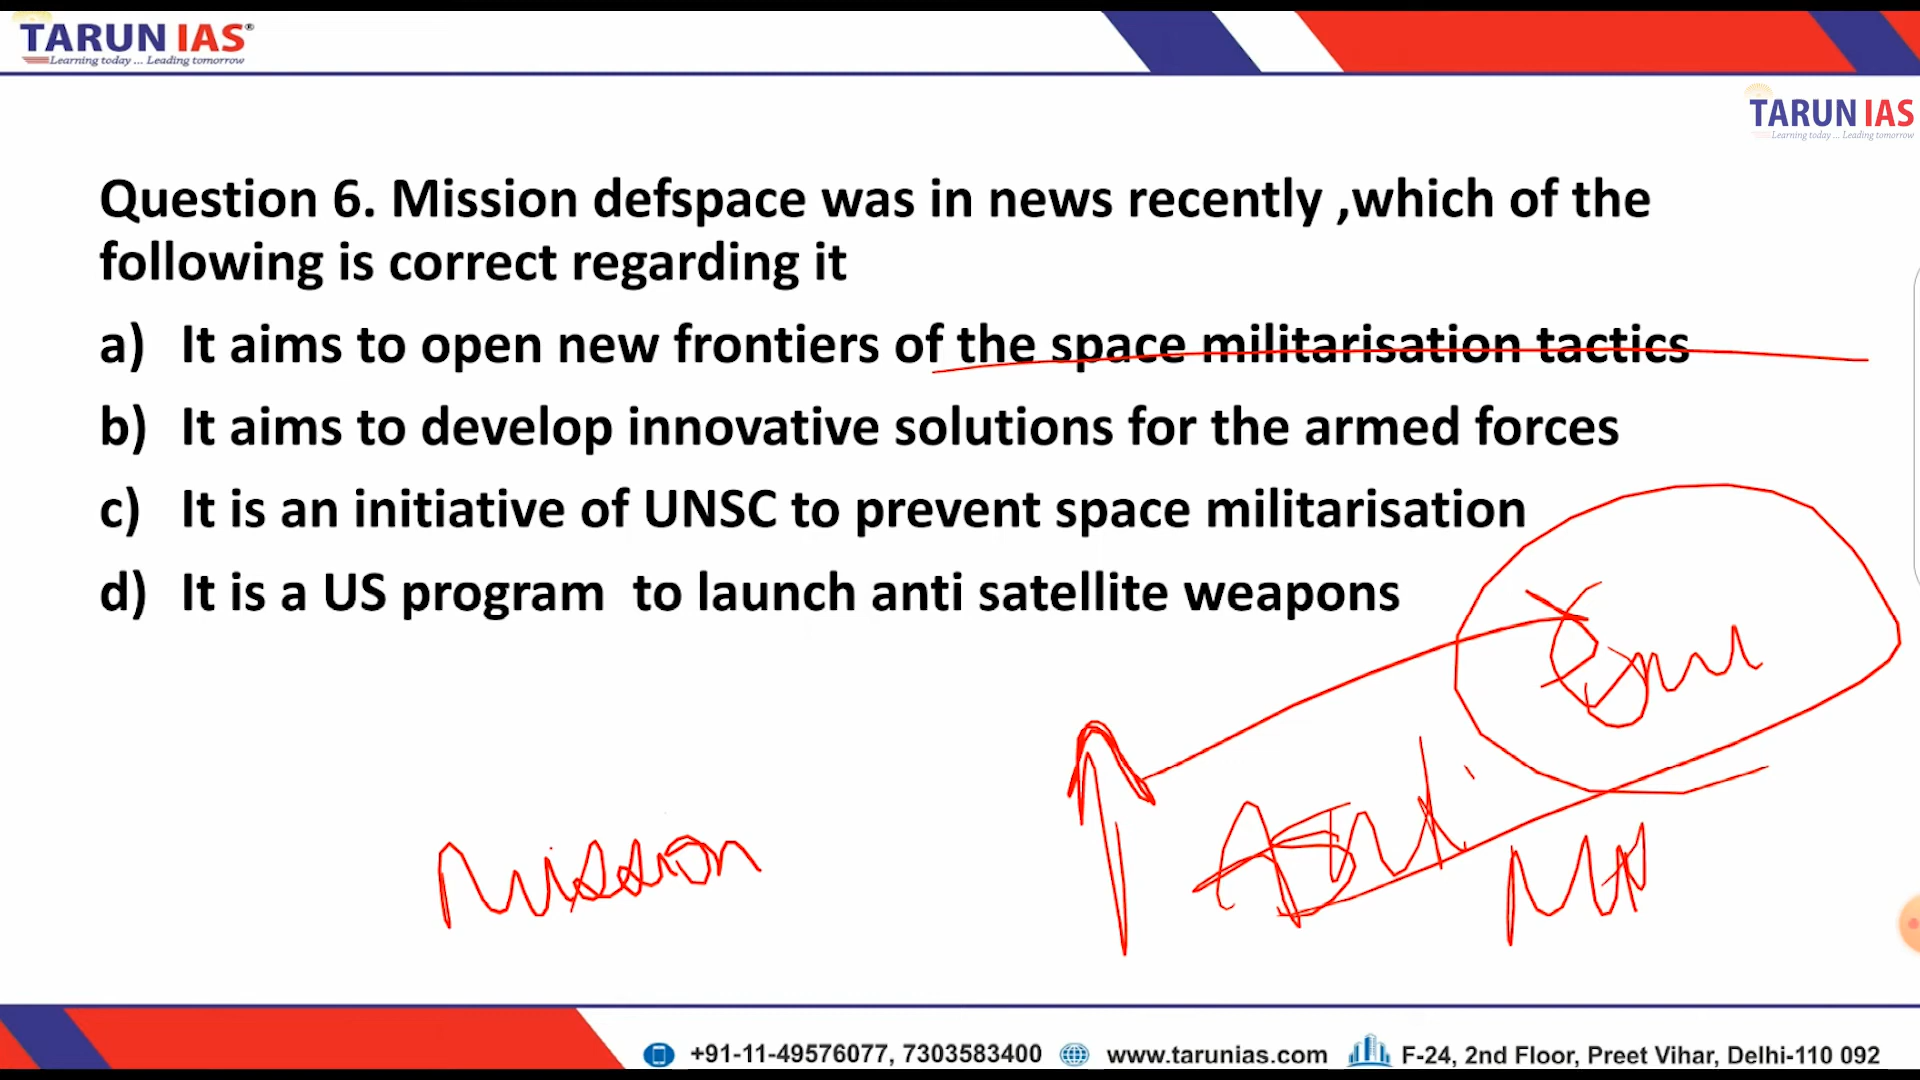 TARUN IAS®
Learning today ... Leading tomorrow
TARUN IAS
Learning today ... Leading tomorrow
Question 6. Mission defspace was in news recently ,which of the
following is correct regarding it
a) It aims to open new frontiers of the space militarisation tactics
b) It aims to develop innovative solutions for the armed forces
c) It is an initiative of UNSC to prevent space militarisation
d) It is a US program to launch anti satellite weapons
Mission
+91-11-49576077, 7303583400 www.tarunias.com F-24, 2nd Floor, Preet Vihar, Delhi-110 092